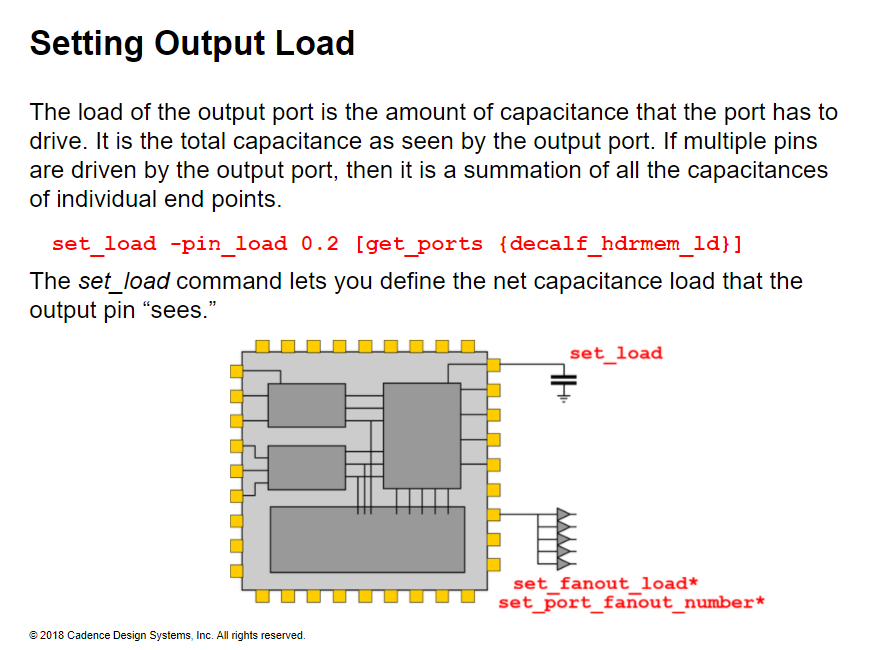 Setting Output Load
The load of the output port is the amount of capacitance that the port has to
drive. It is the total capacitance as seen by the output port. If multiple pins
are driven by the output port, then it is a summation of all the capacitances
of individual end points.
set_load -pin_load 0.2 [get_ports {decalf_hdrmem_ld}]
The set_load command lets you define the net capacitance load that the
output pin “sees.”
set_load
set_fanout_load*
set_port_fanout_number*
© 2018 Cadence Design Systems, Inc. All rights reserved.